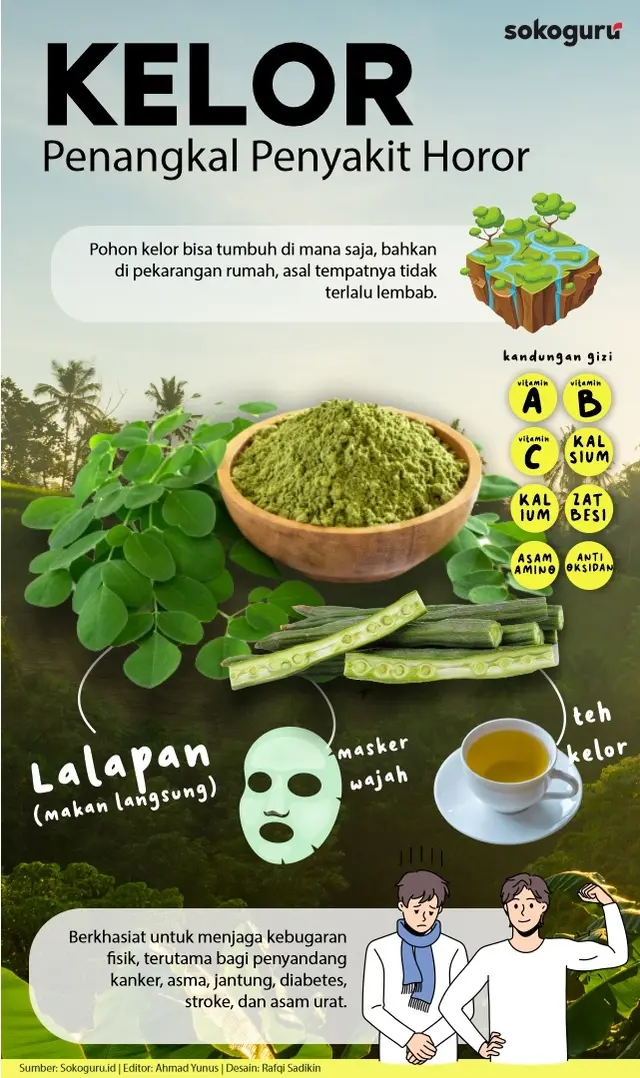 sokoguru
KELOR
Penangkal Penyakit Horor
Pohon kelor bisa tumbuh di mana saja, bahkan
di pekarangan rumah, asal tempatnya tidak
terlalu lembab.
kandungan gizi
vitamin
A
vitamin
B
vitamin
C
KAL
SIUM
KAL
IUM
ZAT
BESI
ASAM
AMINO
ANTI
OKSIDAN
Lalapan
(makan langsung)
masker
wajah
teh
kelor
Berkhasiat untuk menjaga kebugaran
fisik, terutama bagi penyandang
kanker, asma, jantung, diabetes,
stroke, dan asam urat.
Sumber: Sokoguru.id | Editor: Ahmad Yunus | Desain: Rafqi Sadikin